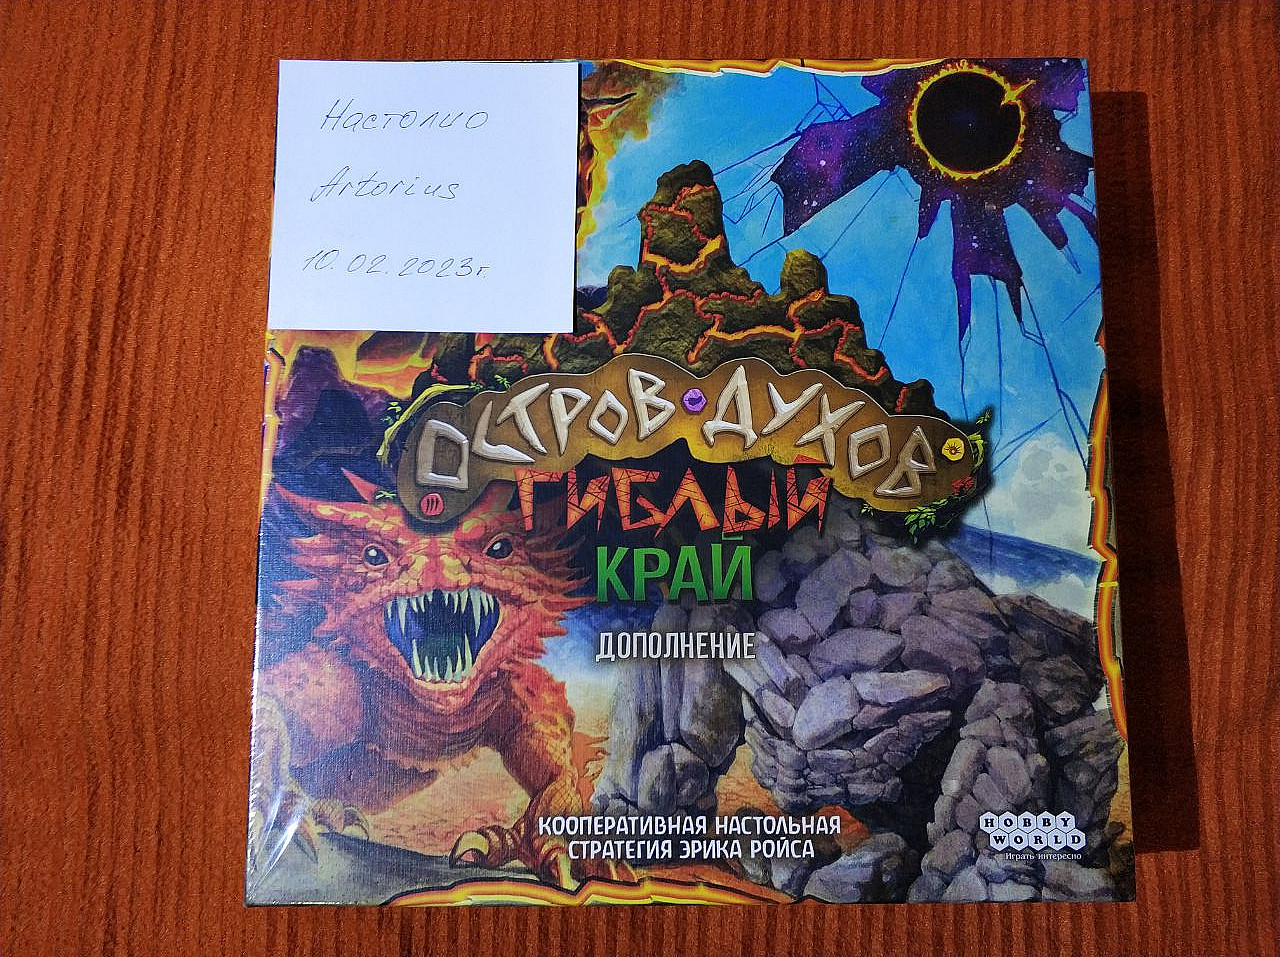 Настолио
Artorius
10.02.2023г.
ОСТРОВ ДУХОВ
ГИБЛЫЙ
КРАЙ
ДОПОЛНЕНИЕ
КООПЕРАТИВНАЯ НАСТОЛЬНАЯ
СТРАТЕГИЯ ЭРИКА РОЙСА
HOBBY
WORLD
Играть интересно